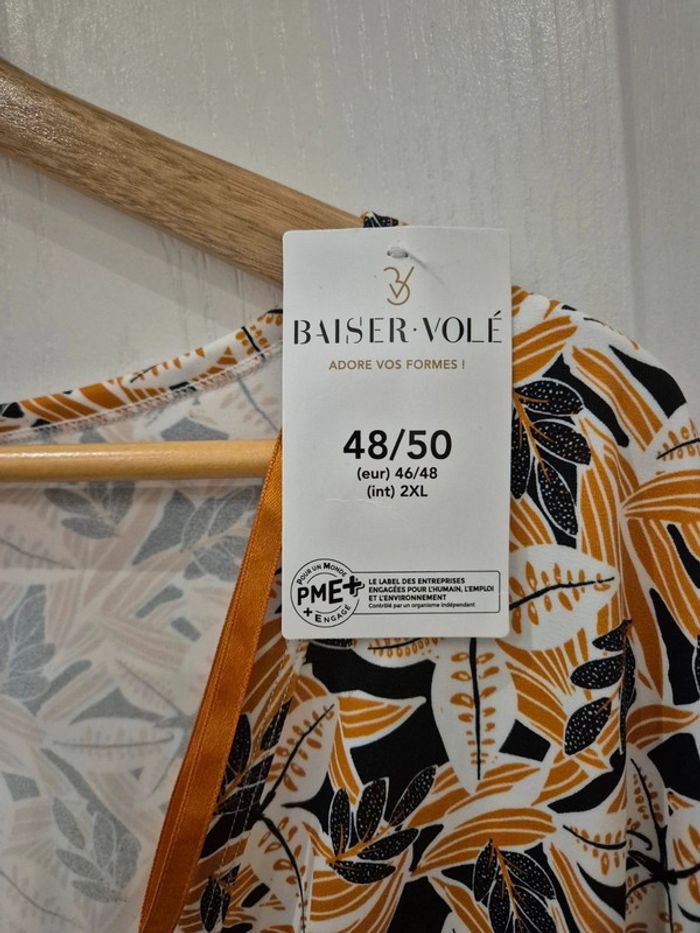 BAISER·VOLÉ
ADORE VOS FORMES !
48/50
(eur) 46/48
(int) 2XL
POUR UN MONDE
PME+
+ ENGAGÉ
LE LABEL DES ENTREPRISES
ENGAGÉES POUR L'HUMAIN, L'EMPLOI
ET L'ENVIRONNEMENT
Contrôlé par un organisme indépendant